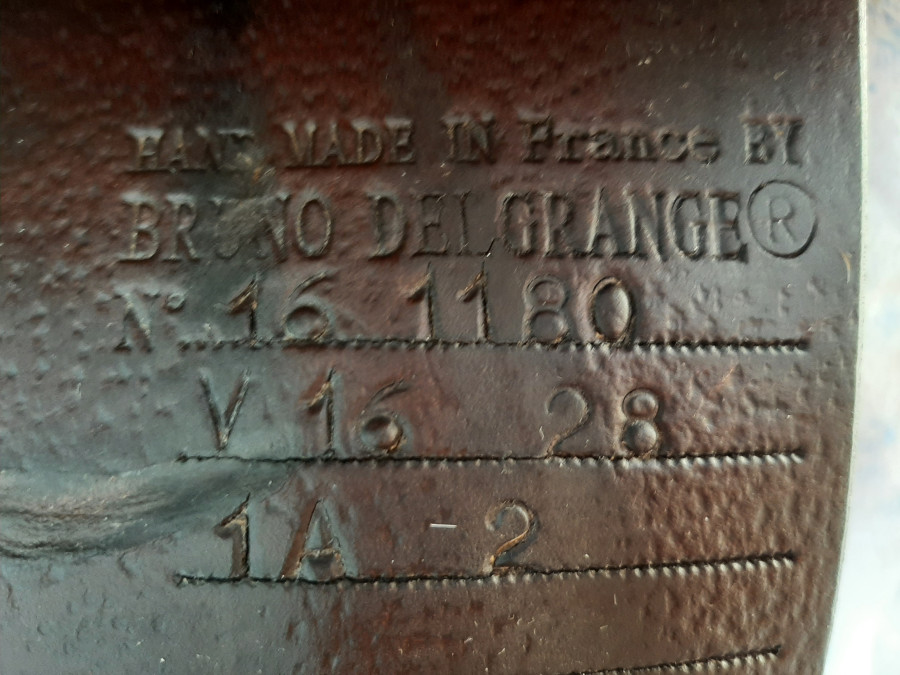 HAND MADE IN France BY
BRUNO DELGRANGE®
N° 16 1180
V 16 28
1A - 2